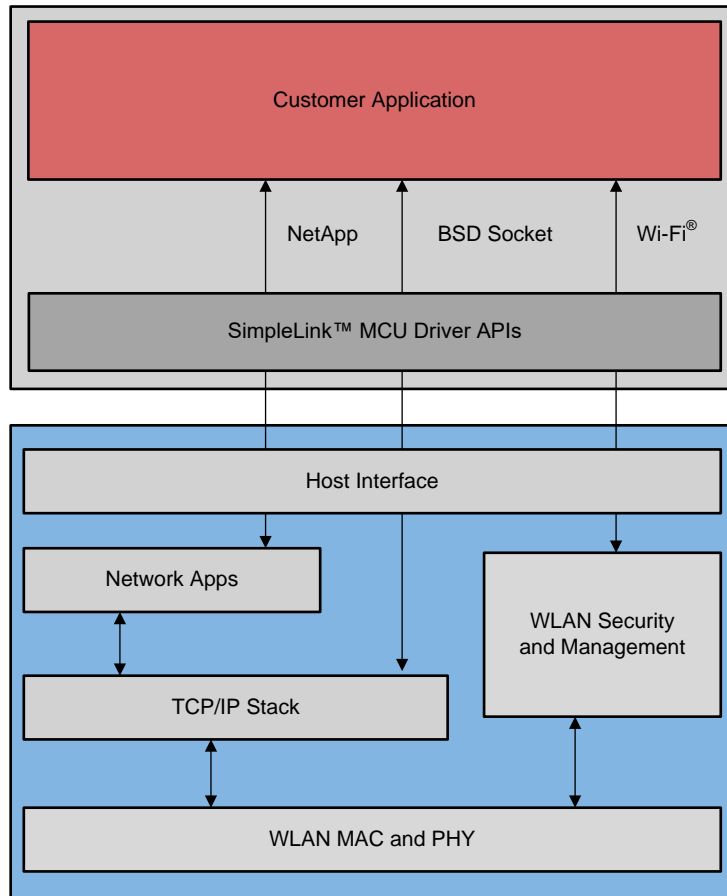 Customer Application
NetApp
BSD Socket
Wi-Fi®
SimpleLink™ MCU Driver APIs
Host Interface
Network Apps
WLAN Security
and Management
TCP/IP Stack
WLAN MAC and PHY